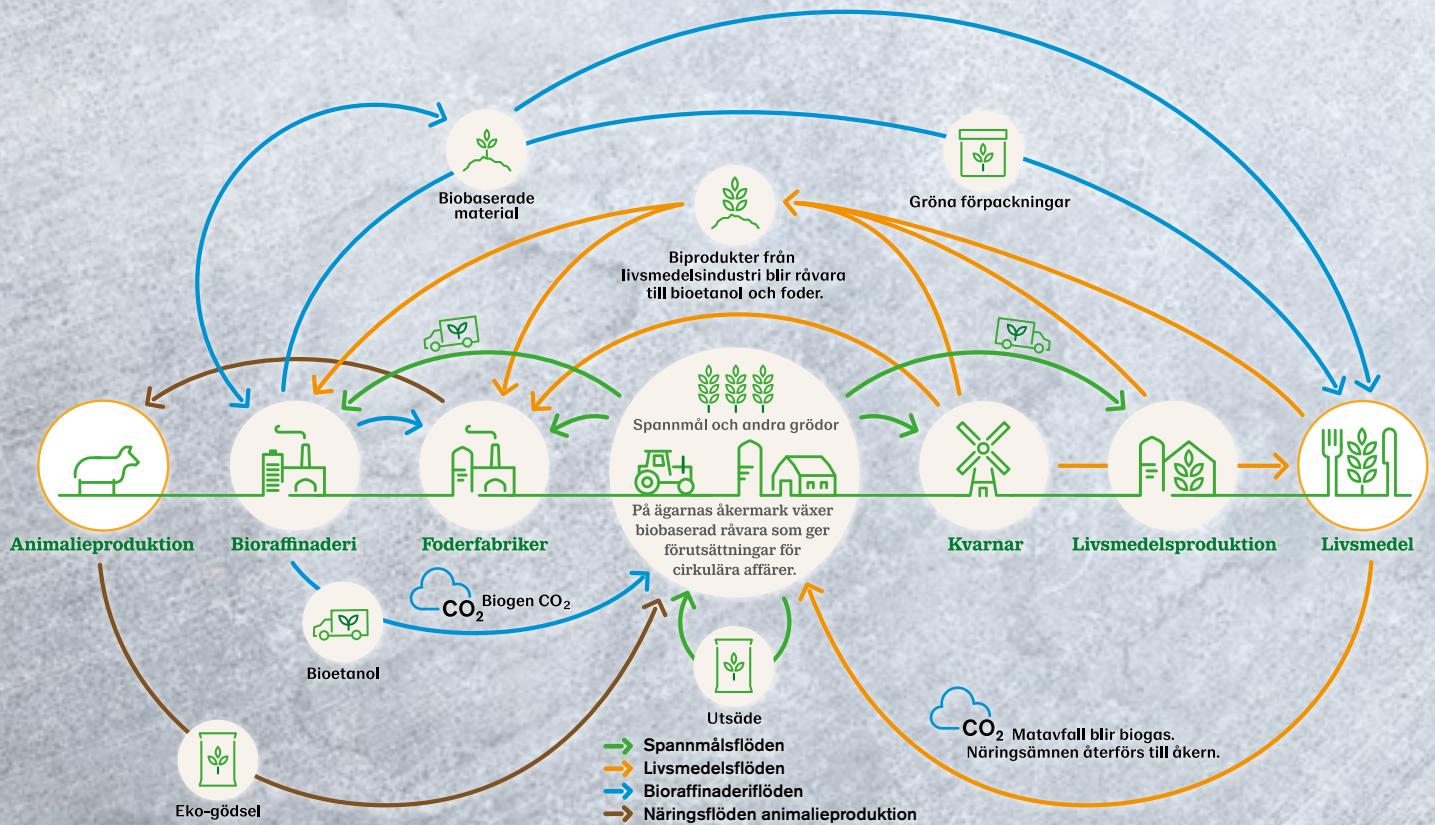 Biobaserade
material
Gröna förpackningar
Biprodukter från
livsmedelsindustri blir råvara
till bioetanol och foder.
Spannmål och andra grödor
På ägarnas åkermark växer
biobaserad råvara som ger
förutsättningar för
cirkulära affärer.
Animalieproduktion
Bioraffinaderi
Foderfabriker
Kvarnar
Livsmedelsproduktion
Livsmedel
CO₂ Biogen CO₂
Bioetanol
Utsäde
CO₂ Matavfall blir biogas.
Näringsämnen återförs till åkern.
Eko-gödsel
Spannmålsflöden
Livsmedelsflöden
Bioraffinaderiflöden
Näringsflöden animalieproduktion